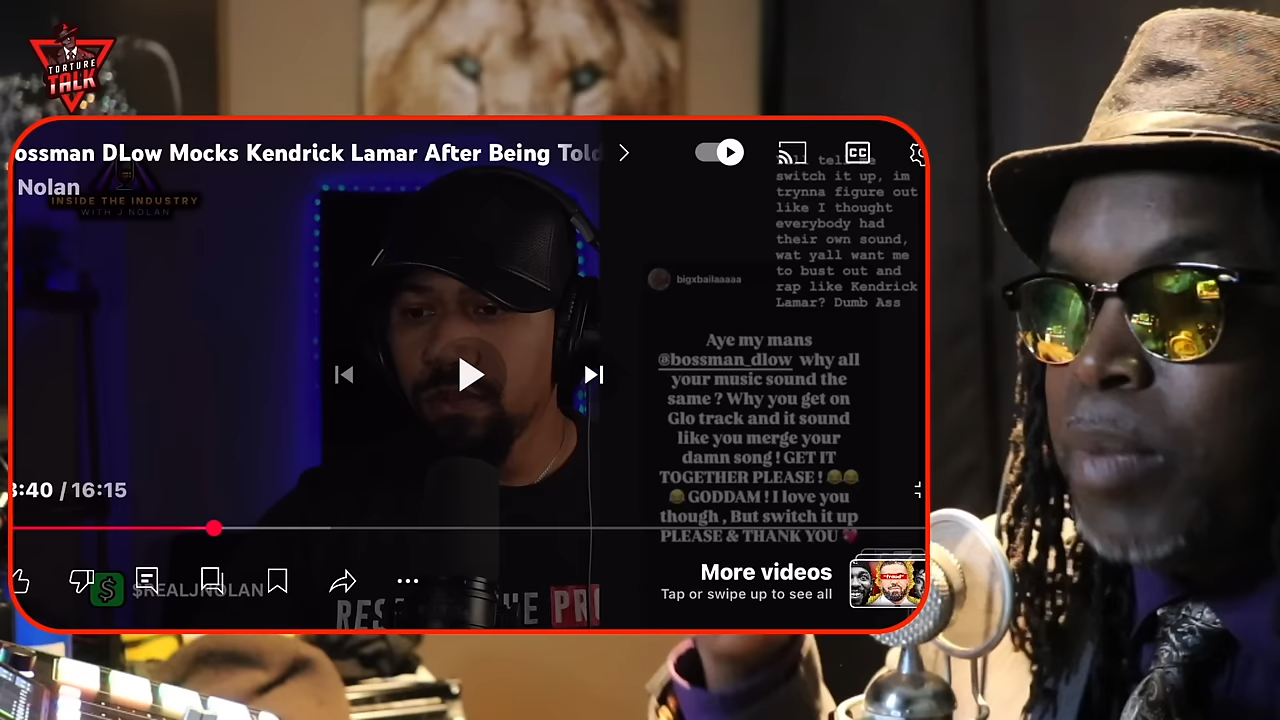 TORTURE
TALK
ossman DLow Mocks Kendrick Lamar After Being Told
Nolan
INSIDE THE INDUSTRY
WITH J NOLAN
CC
switch it up, im
trynna figure out
like I thought
everybody had
their own sound,
wat yall want me
to bust out and
rap like Kendrick
Lamar? Dumb Ass
bigxbailaaaaa
Aye my mans
@bossman_dlow why all
your music sound the
same ? Why you get on
Glo track and it sound
like you merge your
damn song ! GET IT
TOGETHER PLEASE ! 😂😂
😂 GODDAM ! I love you
though , But switch it up
PLEASE & THANK YOU 💖
3:40 / 16:15
$REALJNOLAN
More videos
Tap or swipe up to see all
"fraud"